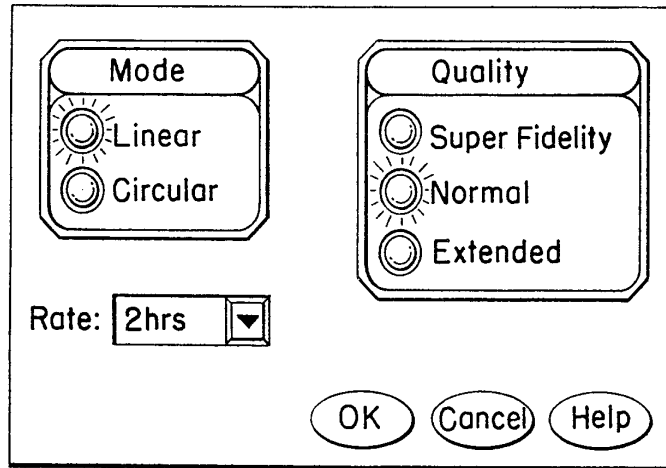 Mode
Linear
Circular
Quality
Super Fidelity
Normal
Extended
Rate: 2hrs
OK Cancel Help